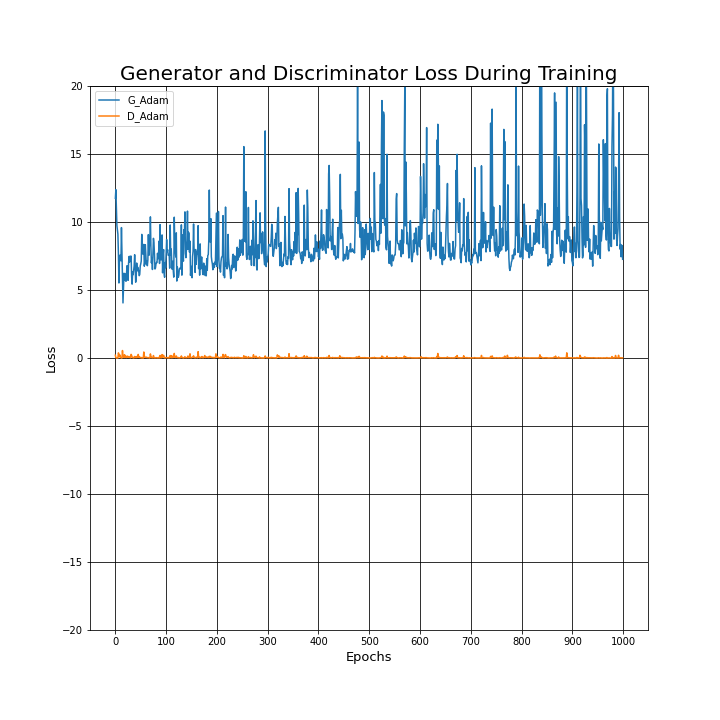 Generator and Discriminator Loss During Training
G_Adam
D_Adam
20
15
10
5
0
−5
−10
−15
−20
Loss
0 100 200 300 400 500 600 700 800 900 1000
Epochs